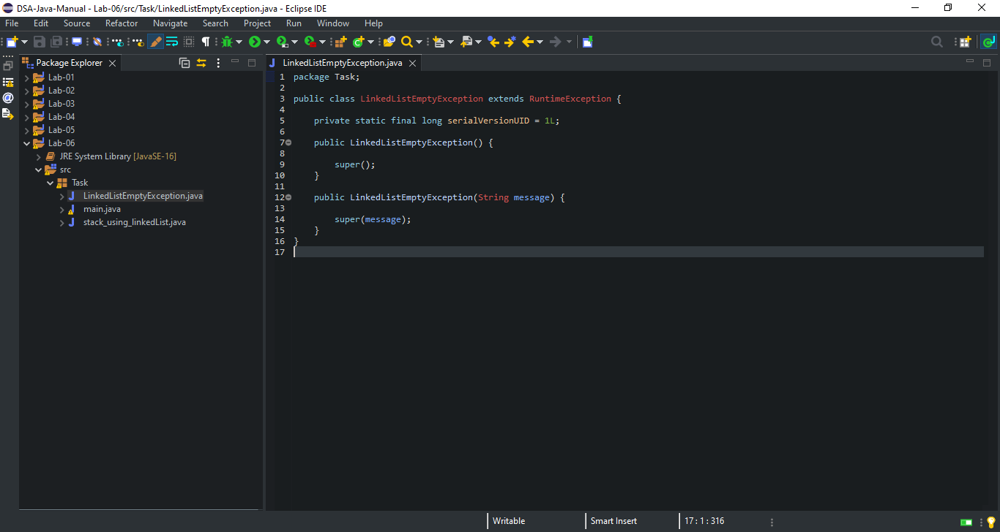 DSA-Java-Manual - Lab-06/src/Task/LinkedListEmptyException.java - Eclipse IDE
File Edit Source Refactor Navigate Search Project Run Window Help
Package Explorer
LinkedListEmptyException.java
Lab-01
Lab-02
Lab-03
Lab-04
Lab-05
Lab-06
JRE System Library [JavaSE-16]
src
Task
LinkedListEmptyException.java
main.java
stack_using_linkedList.java
1 package Task;
2
3 public class LinkedListEmptyException extends RuntimeException {
4
5     private static final long serialVersionUID = 1L;
6
7     public LinkedListEmptyException() {
8
9         super();
10     }
11
12     public LinkedListEmptyException(String message) {
13
14         super(message);
15     }
16 }
17
Writable
Smart Insert
17 : 1 : 316